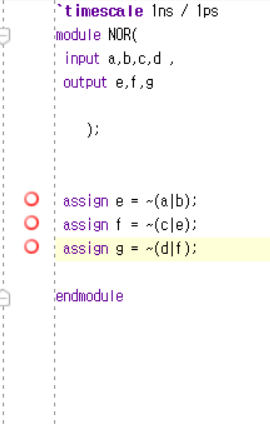 `timescale 1ns / 1ps
module NOR(
input a,b,c,d ,
output e,f,g
);
assign e = ~(a|b);
assign f = ~(c|e);
assign g = ~(d|f);
endmodule